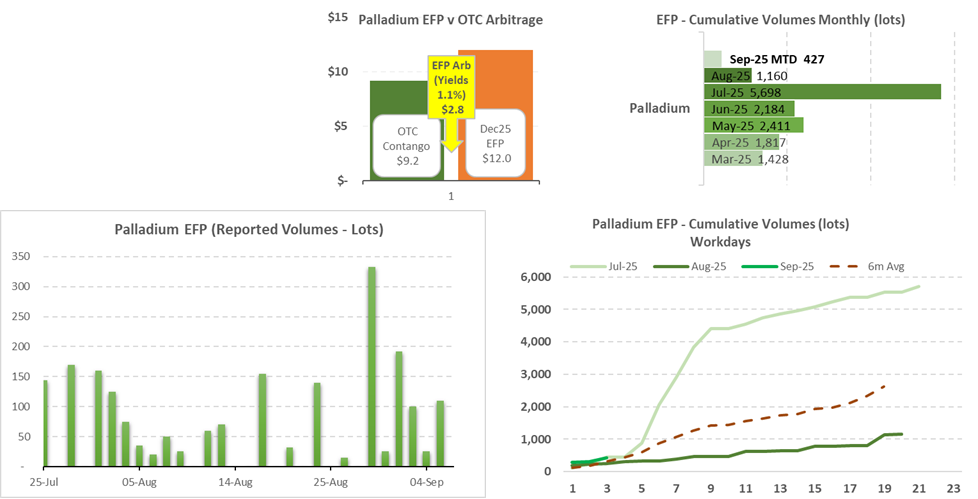 Palladium EFP v OTC Arbitrage
$15
$10
$5
$-
EFP Arb
(Yields
1.1%)
$2.8
OTC
Contango
$9.2
Dec25
EFP
$12.0
1
EFP - Cumulative Volumes Monthly (lots)
Palladium
Sep-25 MTD 427
Aug-25 1,160
Jul-25 5,698
Jun-25 2,184
May-25 2,411
Apr-25 1,817
Mar-25 1,428
Palladium EFP (Reported Volumes - Lots)
350
300
250
200
150
100
50
-
25-Jul 05-Aug 14-Aug 25-Aug 04-Sep
Palladium EFP - Cumulative Volumes (lots)
Workdays
Jul-25 Aug-25 Sep-25 6m Avg
6,000
5,000
4,000
3,000
2,000
1,000
0
1 3 5 7 9 11 13 15 17 19 21 23